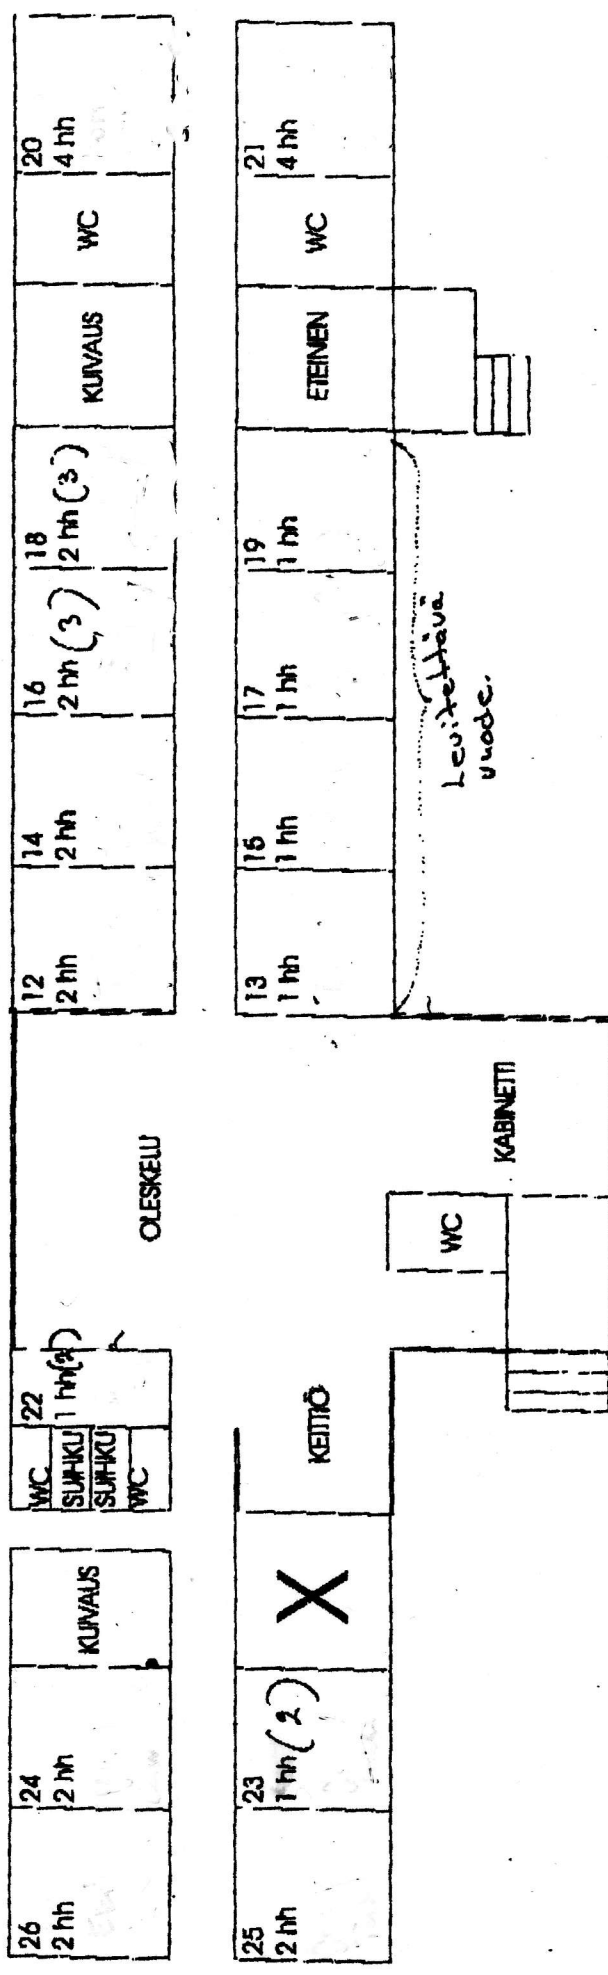 26
2 hh
24
2 hh
KUIVAUS
WC
SUIHKU
SUIHKU
WC
22
1 hh (2)
OLESKELU
12
2 hh
14
2 hh
16
2 hh (3)
18
2 hh (3)
KUIVAUS
WC
20
4 hh
25
2 hh
23
1 hh (2)
X
KEITTIÖ
13
1 hh
15
1 hh
17
1 hh
19
1 hh
ETEINEN
WC
21
4 hh
WC
KABINETTI
Levitettävä
vuode.